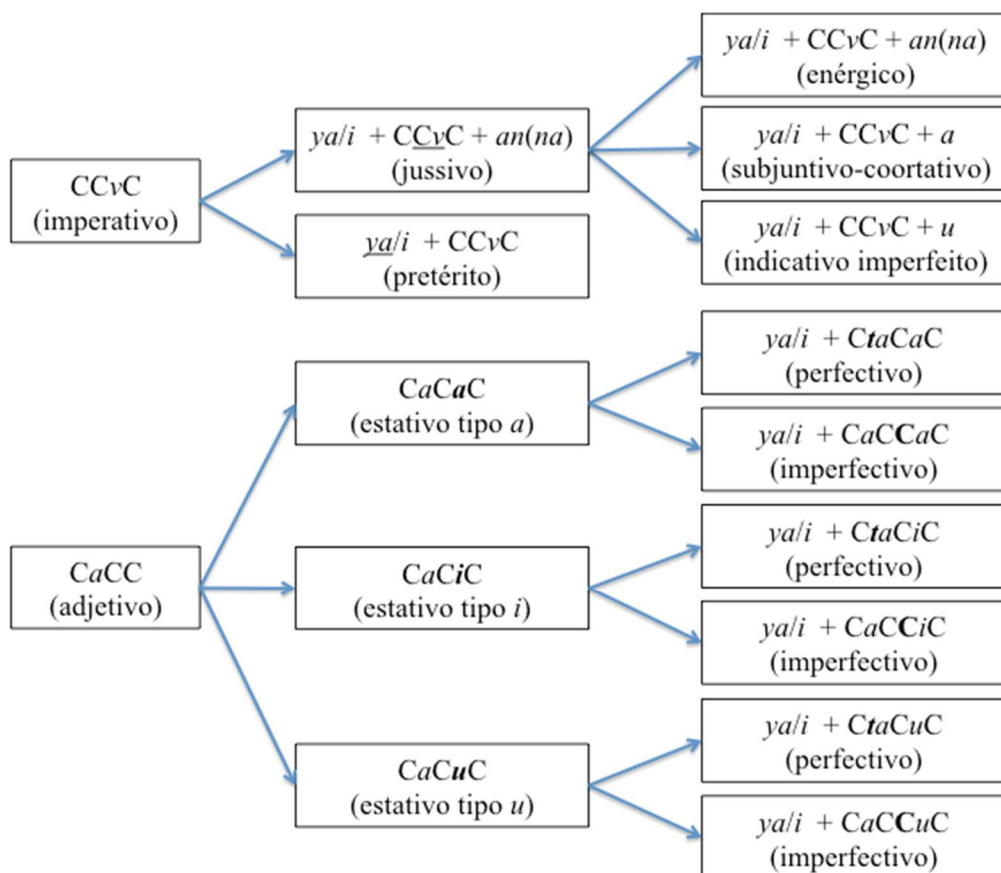 CCvC
(imperativo)
ya/i + CCvC + an(na)
(jussivo)
ya/i + CCvC
(pretérito)
ya/i + CCvC + an(na)
(enérgico)
ya/i + CCvC + a
(subjuntivo-coortativo)
ya/i + CCvC + u
(indicativo imperfeito)
CaCC
(adjetivo)
CaCaC
(estativo tipo a)
ya/i + CtaCaC
(perfectivo)
ya/i + CaCCaC
(imperfectivo)
CaCiC
(estativo tipo i)
ya/i + CtaCiC
(perfectivo)
ya/i + CaCCiC
(imperfectivo)
CaCuC
(estativo tipo u)
ya/i + CtaCuC
(perfectivo)
ya/i + CaCCuC
(imperfectivo)